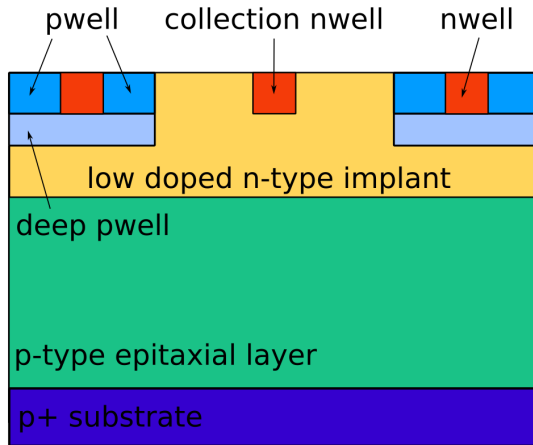 pwell
collection nwell
nwell
low doped n-type implant
deep pwell
p-type epitaxial layer
p+ substrate